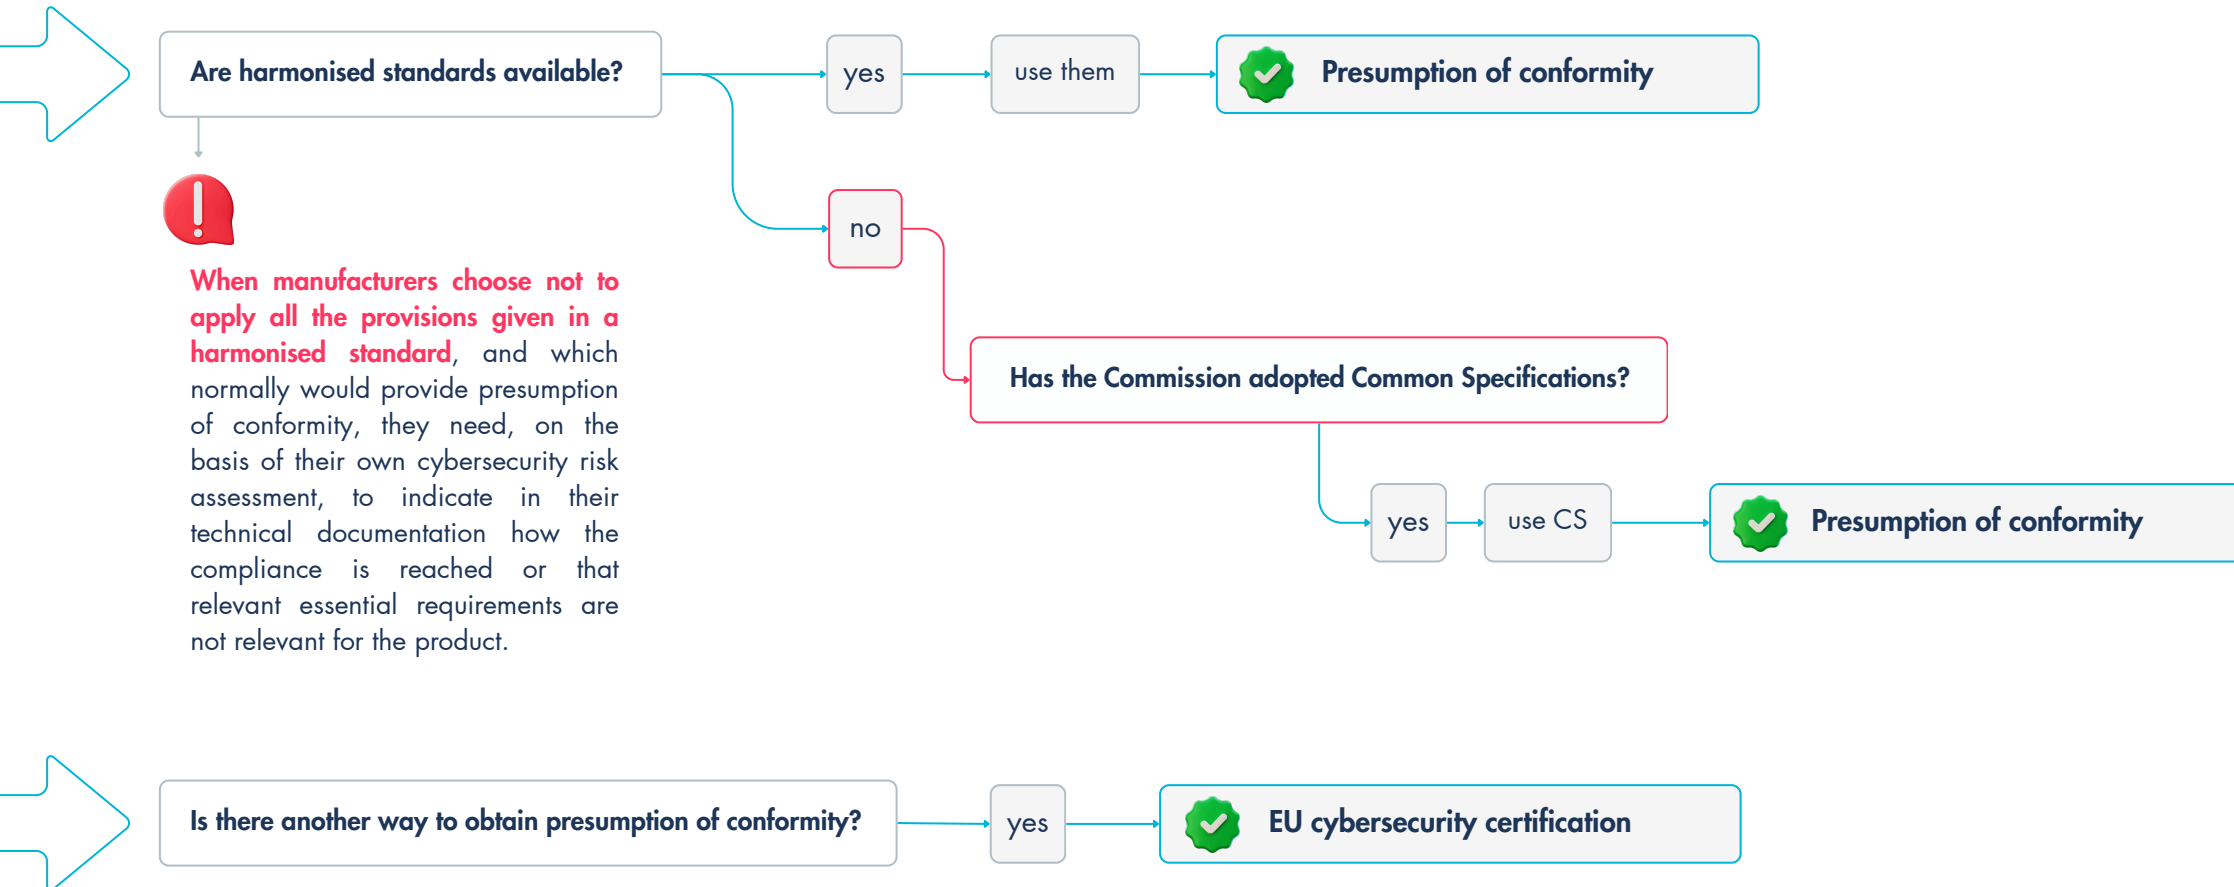 Are harmonised standards available?
yes
use them
Presumption of conformity
no
When manufacturers choose not to
apply all the provisions given in a
harmonised standard, and which
normally would provide presumption
of conformity, they need, on the
basis of their own cybersecurity risk
assessment, to indicate in their
technical documentation how the
compliance is reached or that
relevant essential requirements are
not relevant for the product.
Has the Commission adopted Common Specifications?
yes
use CS
Presumption of conformity
Is there another way to obtain presumption of conformity?
yes
EU cybersecurity certification